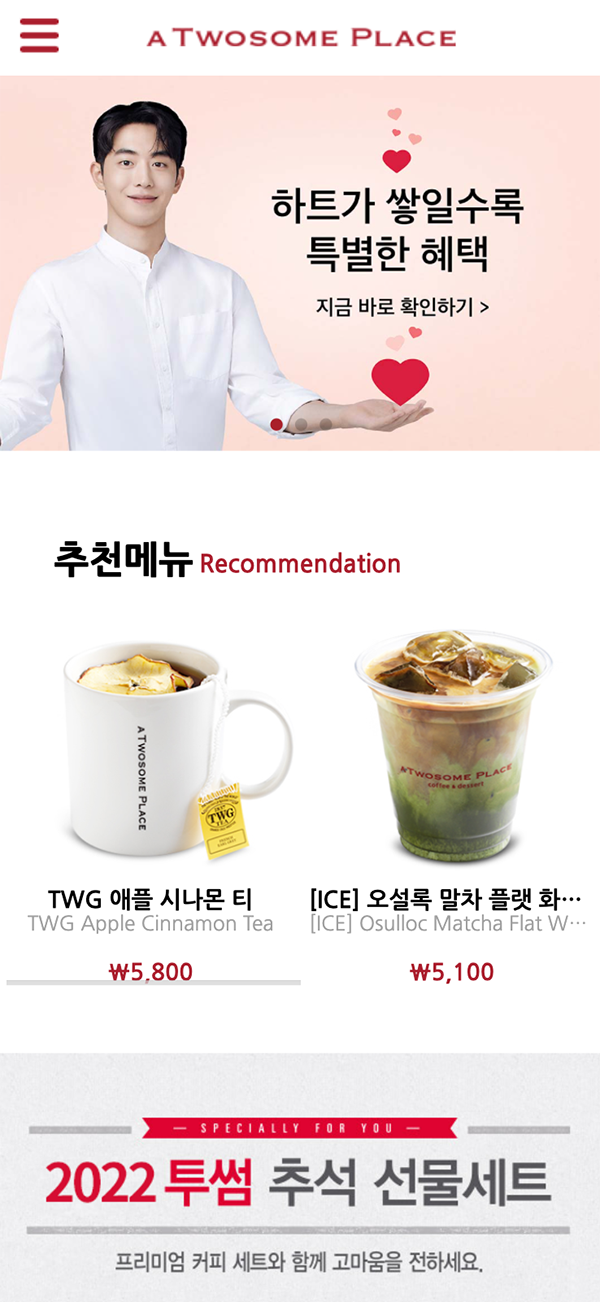 A TWOSOME PLACE
하트가 쌓일수록
특별한 혜택
지금 바로 확인하기 >
추천메뉴 Recommendation
A TWOSOME PLACE
TWG
TEA
A TWOSOME PLACE
coffee & dessert
TWG 애플 시나몬 티
TWG Apple Cinnamon Tea
₩5,800
[ICE] 오설록 말차 플랫 화…
[ICE] Osulloc Matcha Flat W…
₩5,100
SPECIALLY FOR YOU
2022 투썸 추석 선물세트
프리미엄 커피 세트와 함께 고마움을 전하세요.